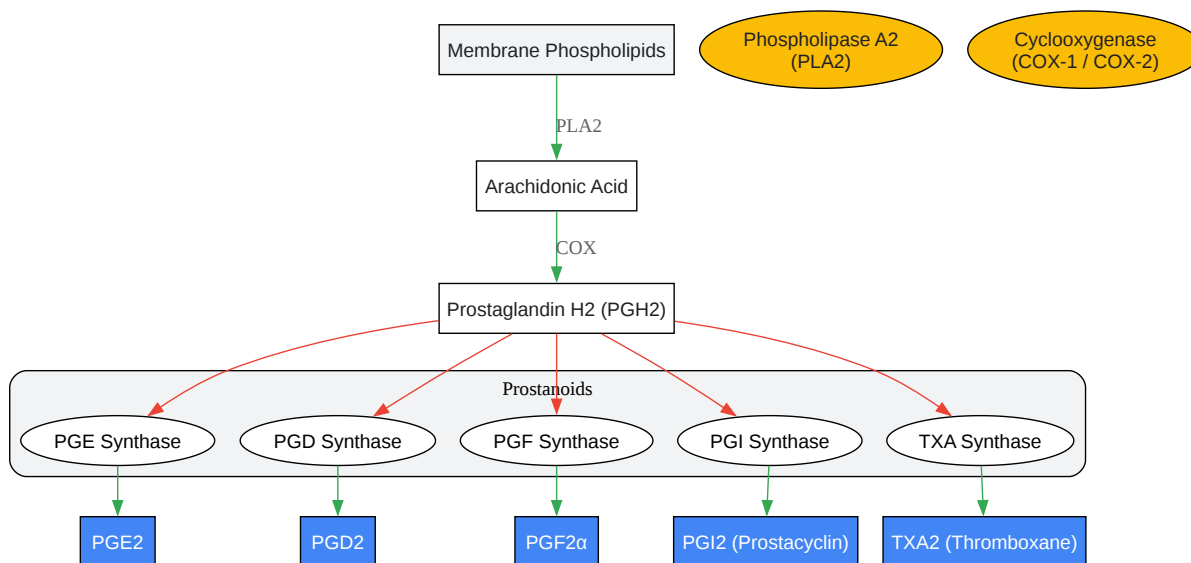 Membrane Phospholipids
Phospholipase A2
(PLA2)
Cyclooxygenase
(COX-1 / COX-2)
PLA2
Arachidonic Acid
COX
Prostaglandin H2 (PGH2)
Prostanoids
PGE Synthase
PGD Synthase
PGF Synthase
PGI Synthase
TXA Synthase
PGE2
PGD2
PGF2α
PGI2 (Prostacyclin)
TXA2 (Thromboxane)